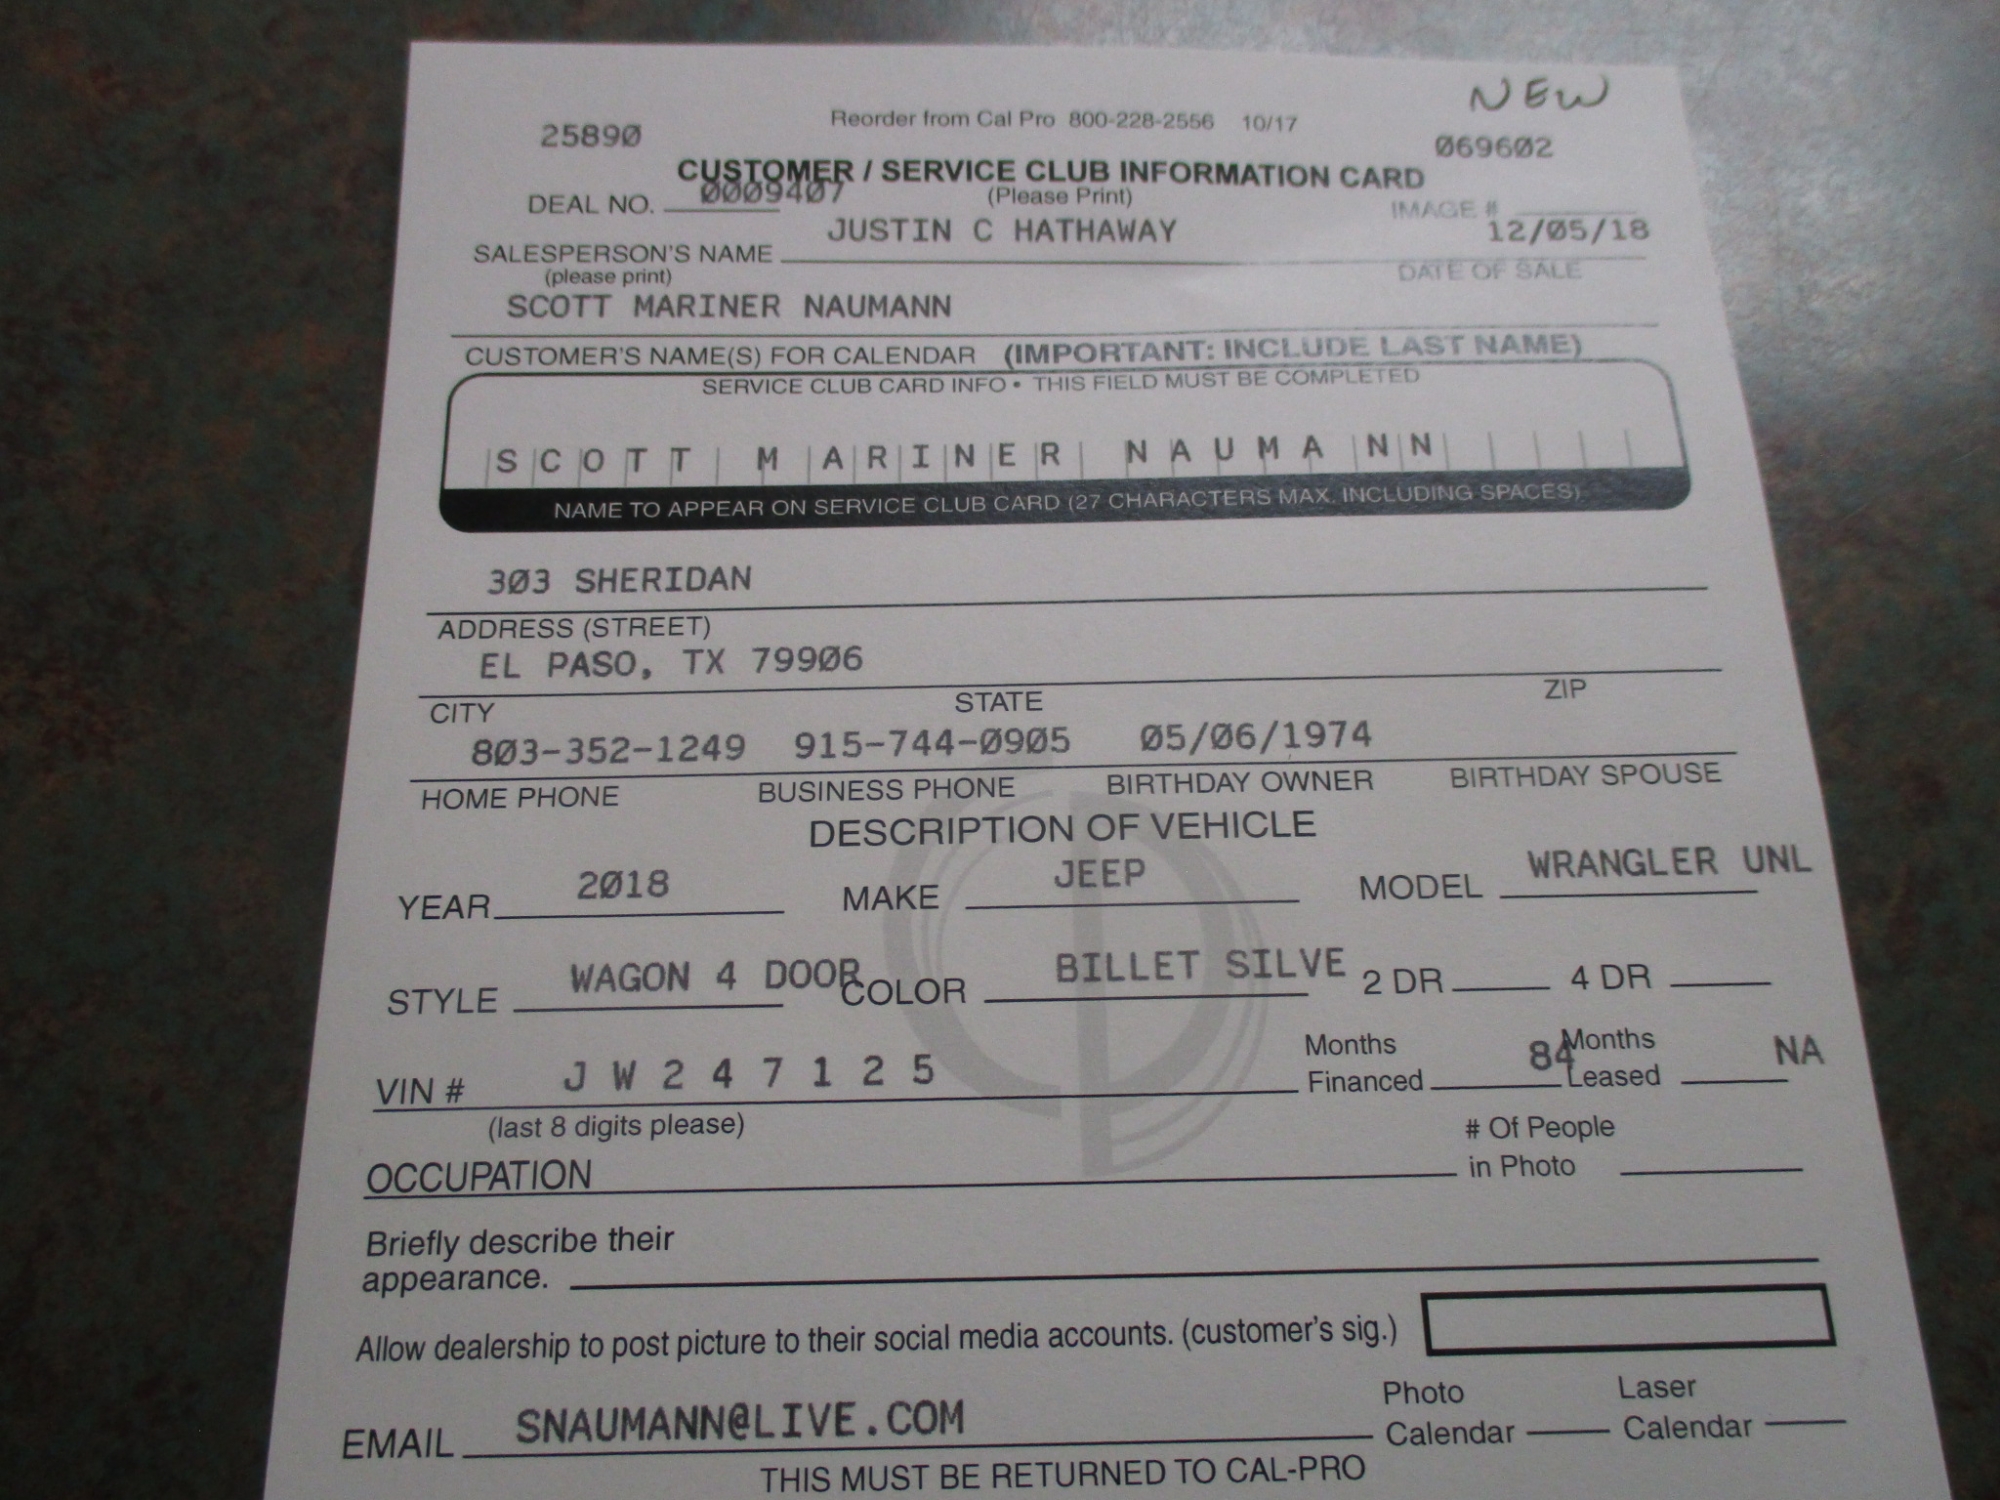 NEW
Reorder from Cal Pro 800-228-2556 10/17
25890 069602
CUSTOMER / SERVICE CLUB INFORMATION CARD
DEAL NO. 0009407 (Please Print) IMAGE #
JUSTIN C HATHAWAY 12/05/18
SALESPERSON'S NAME DATE OF SALE
(please print)
SCOTT MARINER NAUMANN
CUSTOMER'S NAME(S) FOR CALENDAR (IMPORTANT: INCLUDE LAST NAME)
SERVICE CLUB CARD INFO • THIS FIELD MUST BE COMPLETED
SCOTT MARINER NAUMANN
NAME TO APPEAR ON SERVICE CLUB CARD (27 CHARACTERS MAX. INCLUDING SPACES)
303 SHERIDAN
ADDRESS (STREET)
EL PASO, TX 79906
CITY STATE ZIP
803-352-1249 915-744-0905 05/06/1974
HOME PHONE BUSINESS PHONE BIRTHDAY OWNER BIRTHDAY SPOUSE
DESCRIPTION OF VEHICLE
YEAR 2018 MAKE JEEP MODEL WRANGLER UNL
STYLE WAGON 4 DOOR COLOR BILLET SILVE 2 DR 4 DR
VIN # JW247125 Months Financed 84 Months Leased NA
(last 8 digits please)
OCCUPATION # Of People in Photo
Briefly describe their
appearance.
Allow dealership to post picture to their social media accounts. (customer's sig.)
EMAIL SNAUMANN@LIVE.COM Photo Calendar Laser Calendar
THIS MUST BE RETURNED TO CAL-PRO